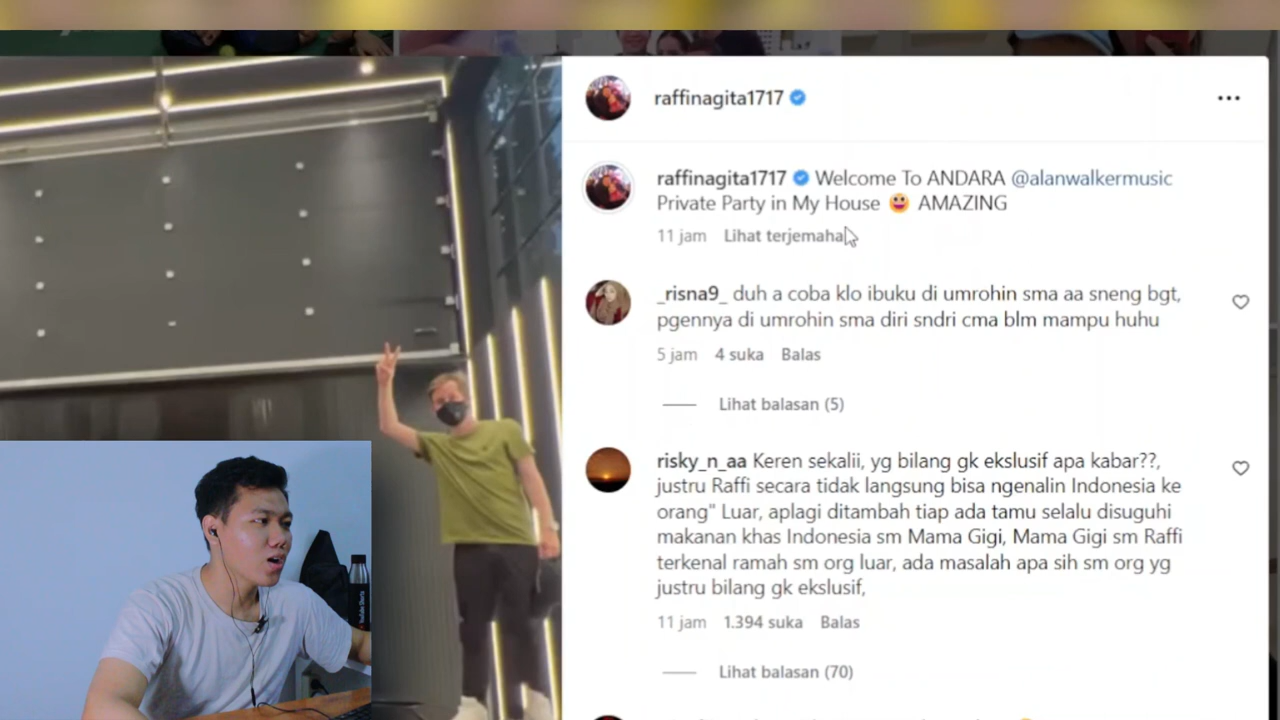 raffinagita1717
raffinagita1717 Welcome To ANDARA @alanwalkermusic
Private Party in My House 😀 AMAZING
11 jam Lihat terjemaha
_risna9_ duh a coba klo ibuku di umrohin sma aa sneng bgt,
pgennya di umrohin sma diri sndri cma blm mampu huhu
5 jam 4 suka Balas
Lihat balasan (5)
risky_n_aa Keren sekalii, yg bilang gk ekslusif apa kabar??,
justru Raffi secara tidak langsung bisa ngenalin Indonesia ke
orang" Luar, aplagi ditambah tiap ada tamu selalu disuguhi
makanan khas Indonesia sm Mama Gigi, Mama Gigi sm Raffi
terkenal ramah sm org luar, ada masalah apa sih sm org yg
justru bilang gk ekslusif,
11 jam 1.394 suka Balas
Lihat balasan (70)